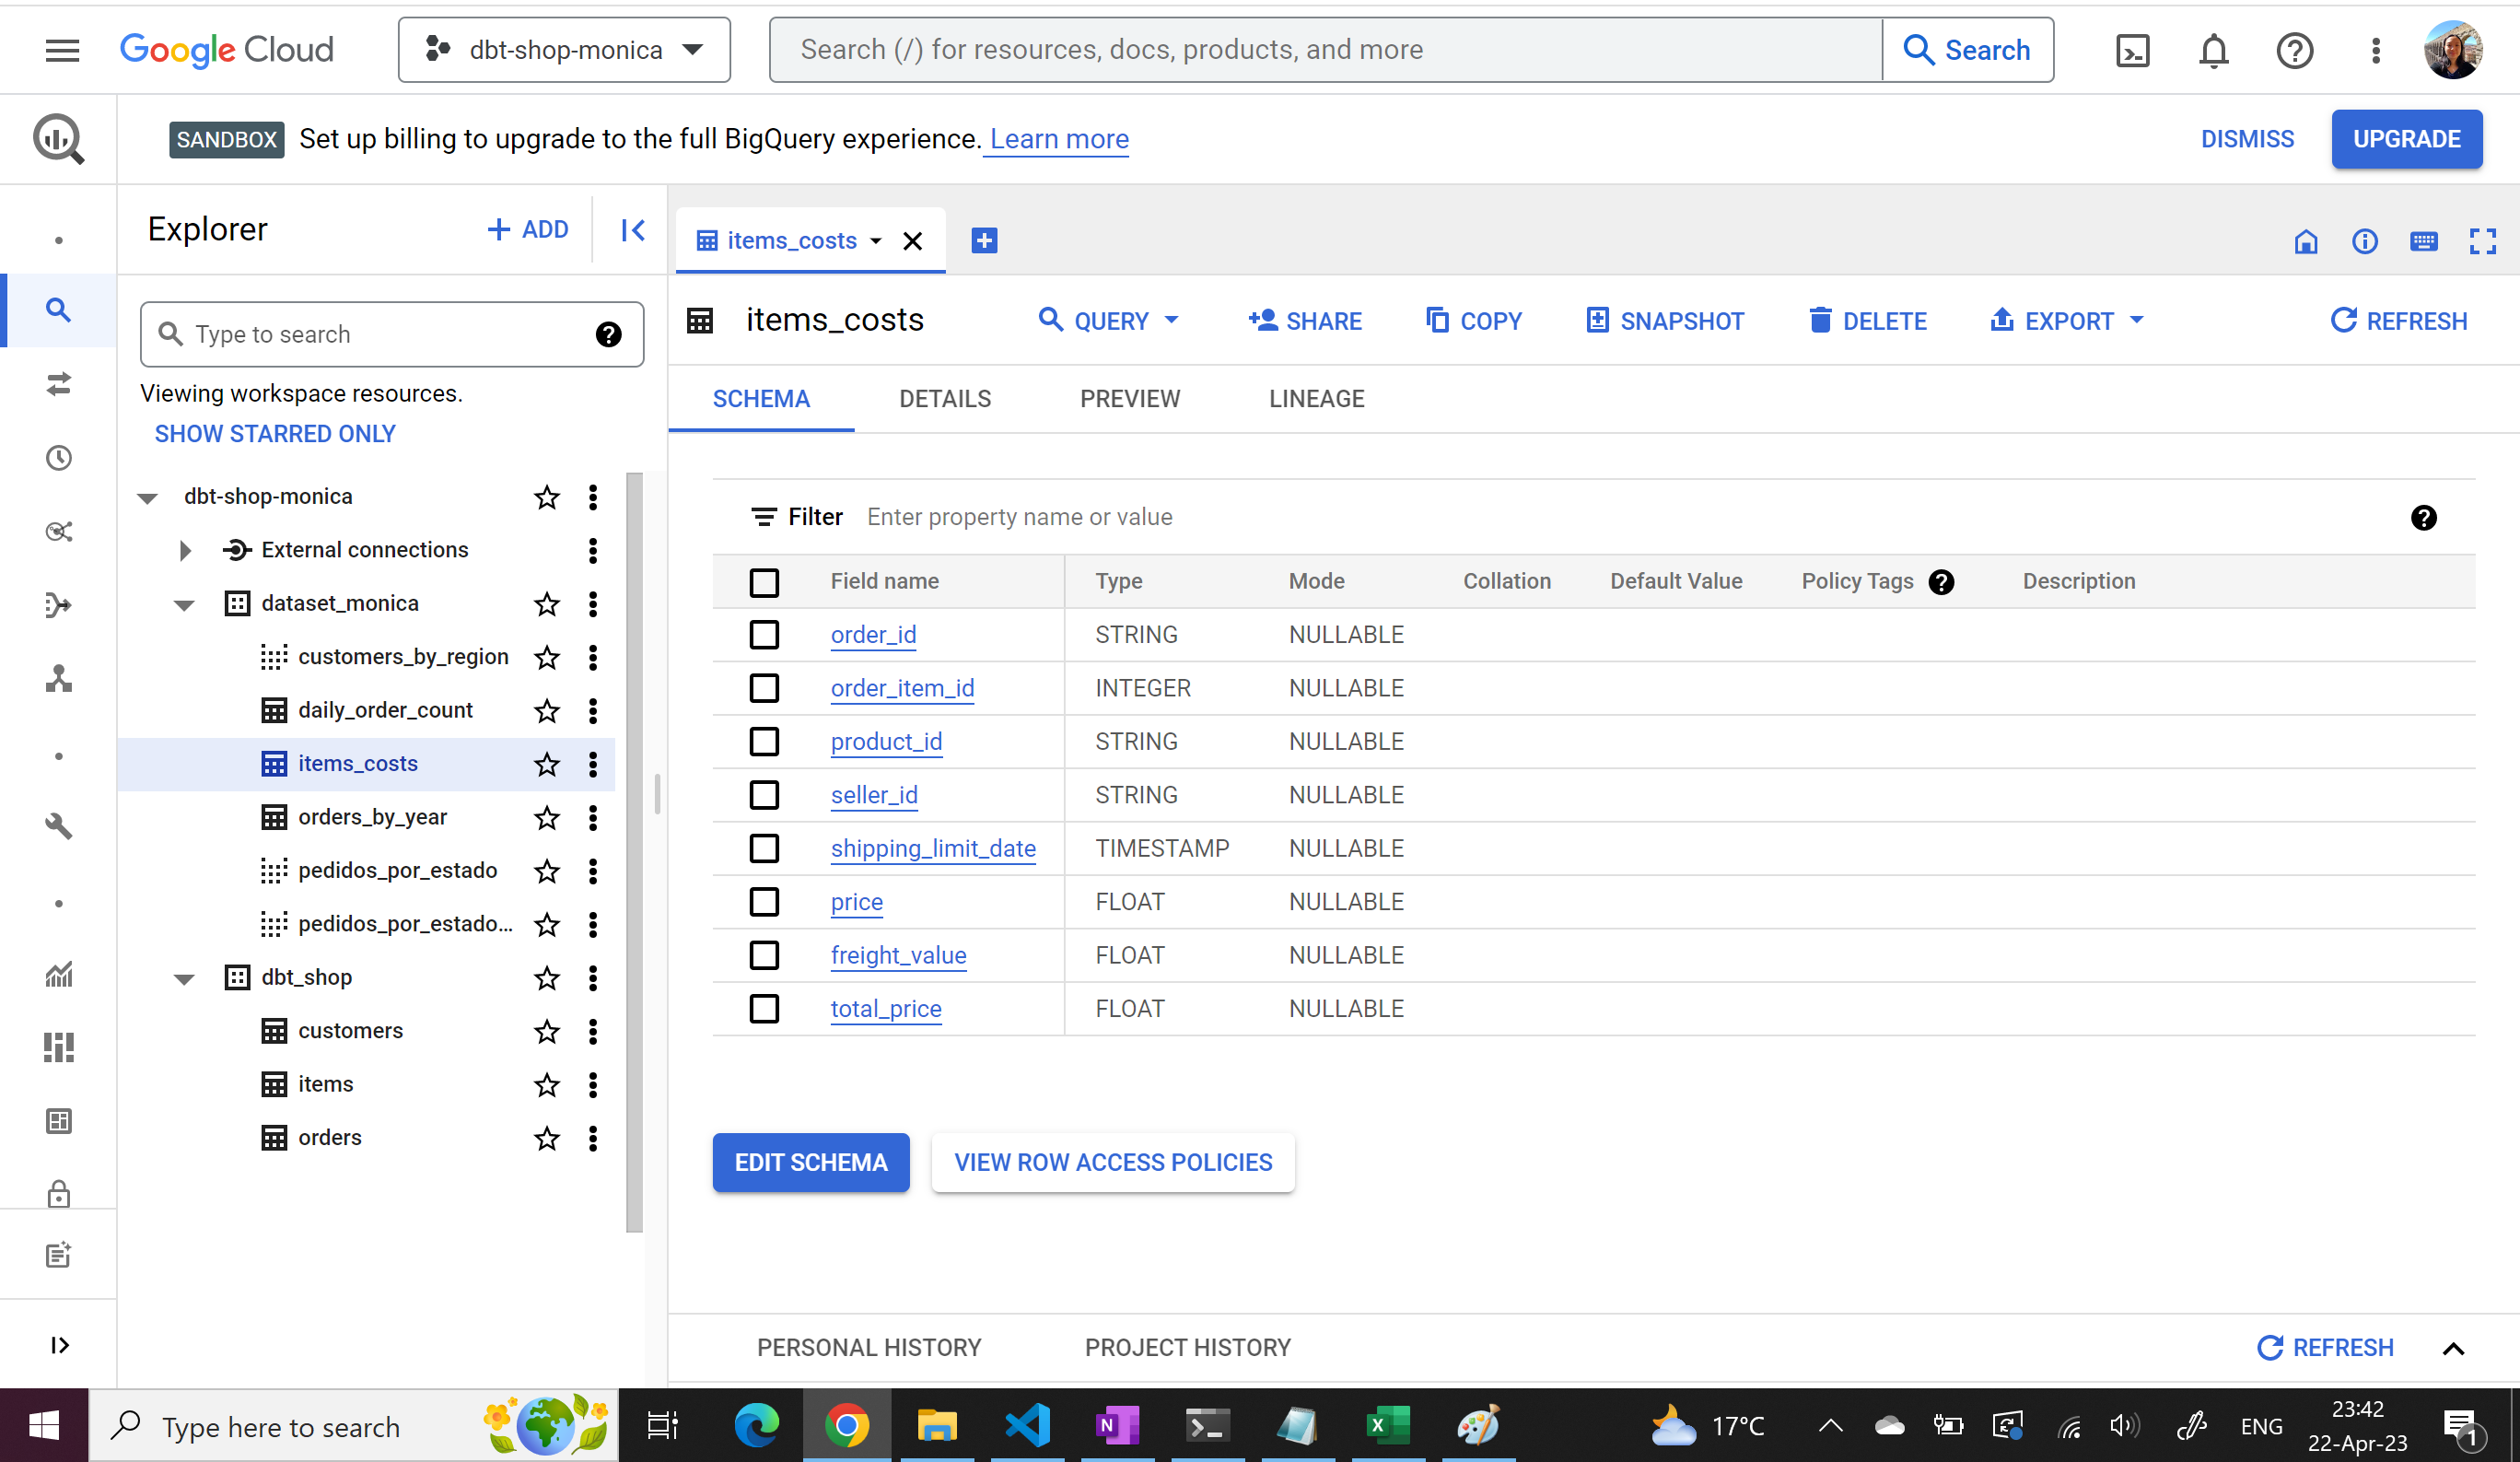 Google Cloud
dbt-shop-monica
Search (/) for resources, docs, products, and more
Search
SANDBOX
Set up billing to upgrade to the full BigQuery experience. Learn more
DISMISS
UPGRADE
Explorer
+ ADD
items_costs
Type to search
items_costs
QUERY
SHARE
COPY
SNAPSHOT
DELETE
EXPORT
REFRESH
Viewing workspace resources.
SHOW STARRED ONLY
SCHEMA
DETAILS
PREVIEW
LINEAGE
dbt-shop-monica
External connections
dataset_monica
customers_by_region
daily_order_count
items_costs
orders_by_year
pedidos_por_estado
pedidos_por_estado...
dbt_shop
customers
items
orders
Filter Enter property name or value
Field name Type Mode Collation Default Value Policy Tags Description
order_id STRING NULLABLE
order_item_id INTEGER NULLABLE
product_id STRING NULLABLE
seller_id STRING NULLABLE
shipping_limit_date TIMESTAMP NULLABLE
price FLOAT NULLABLE
freight_value FLOAT NULLABLE
total_price FLOAT NULLABLE
EDIT SCHEMA
VIEW ROW ACCESS POLICIES
PERSONAL HISTORY
PROJECT HISTORY
REFRESH
Type here to search
N
X
17°C
ENG
23:42
22-Apr-23
1